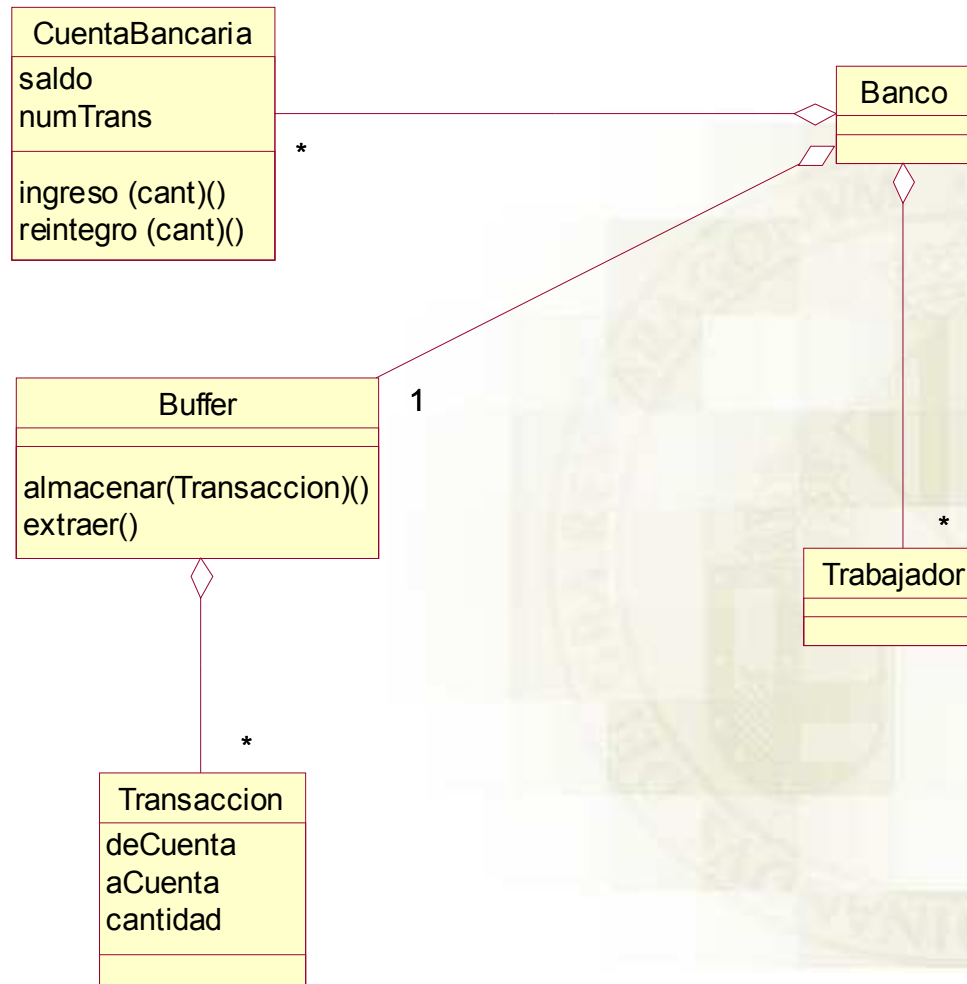 CuentaBancaria
saldo
numTrans
ingreso (cant)()
reintegro (cant)()
*
Banco
Buffer
almacenar(Transaccion)()
extraer()
1
*
Trabajador
*
Transaccion
deCuenta
aCuenta
cantidad